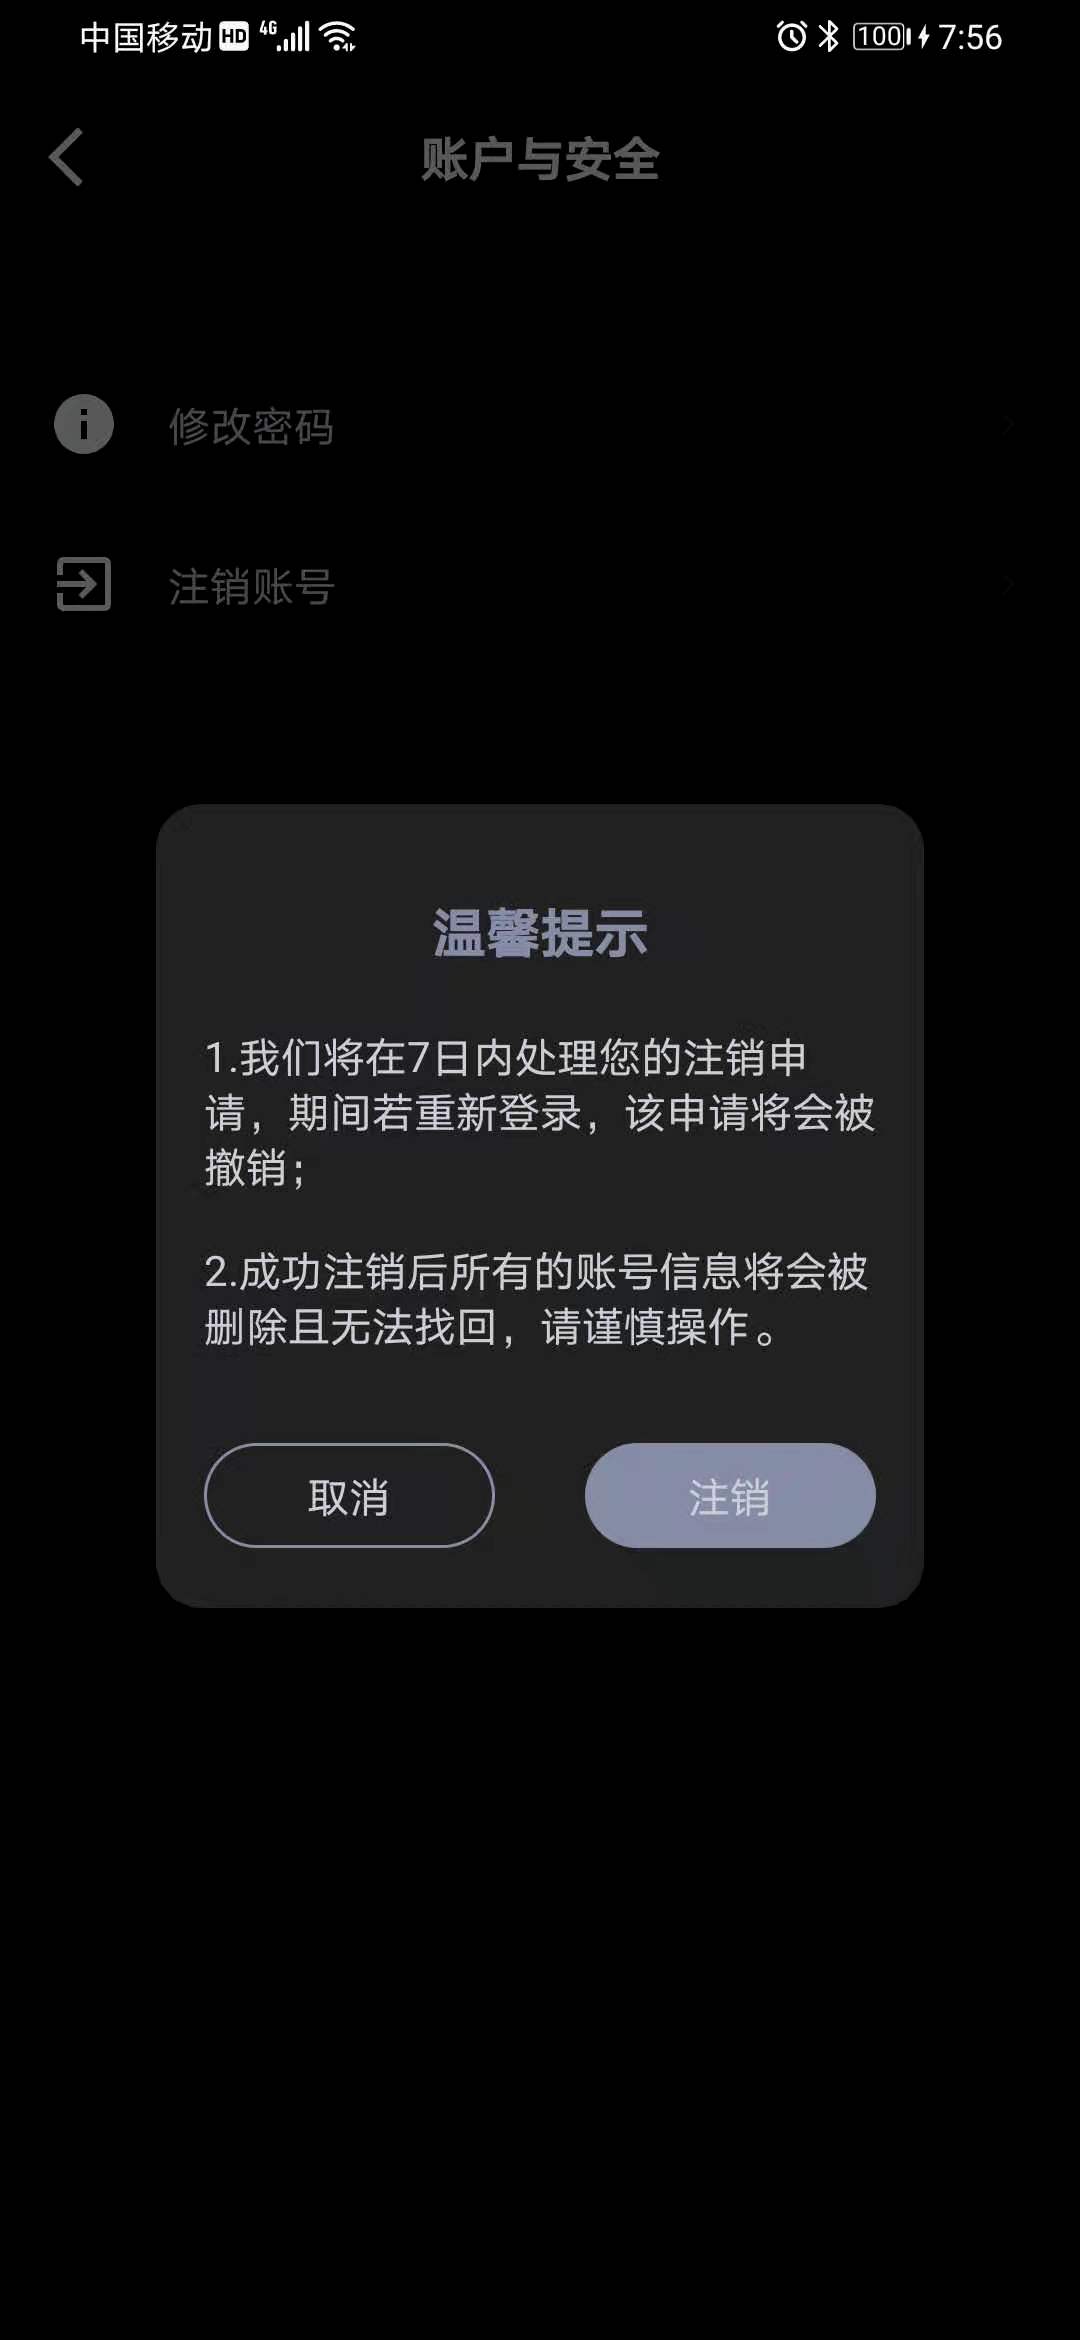 中国移动 HD 4G 100 7:56
账户与安全
修改密码
注销账号
温馨提示
1.我们将在7日内处理您的注销申
请，期间若重新登录，该申请将会被
撤销；
2.成功注销后所有的账号信息将会被
删除且无法找回，请谨慎操作。
取消 注销